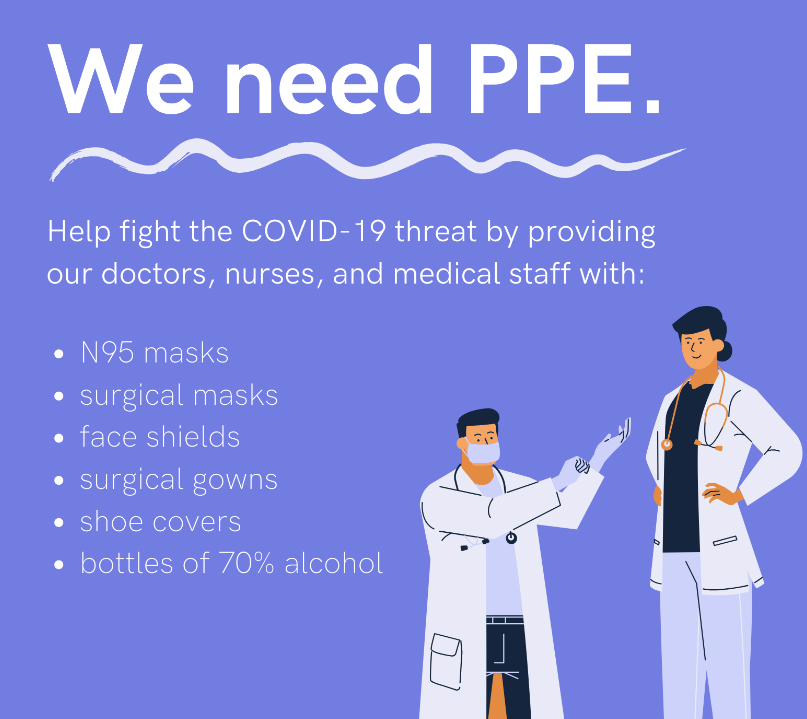 We need PPE.
Help fight the COVID-19 threat by providing
our doctors, nurses, and medical staff with:
• N95 masks
• surgical masks
• face shields
• surgical gowns
• shoe covers
• bottles of 70% alcohol